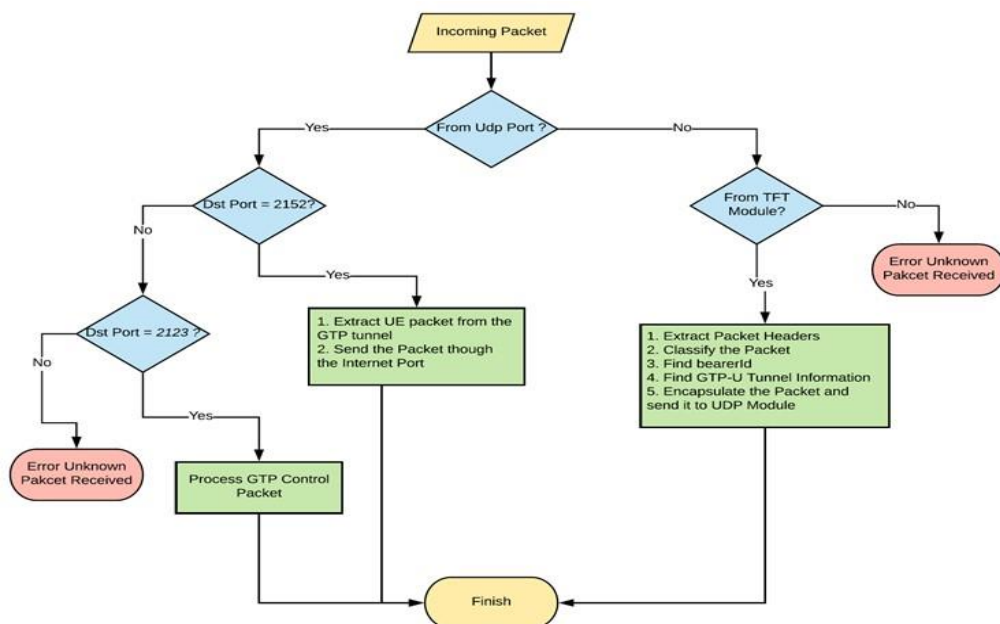 Incoming Packet
From Udp Port ?
Yes
No
Dst Port = 2152?
From TFT
Module?
No
No
Error Unknown
Pakcet Received
Yes
Yes
Dst Port = 2123 ?
1. Extract UE packet from the
GTP tunnel
2. Send the Packet though
the Internet Port
1. Extract Packet Headers
2. Classify the Packet
3. Find bearerId
4. Find GTP-U Tunnel Information
5. Encapsulate the Packet and
send it to UDP Module
No
Yes
Error Unknown
Pakcet Received
Process GTP Control
Packet
Finish